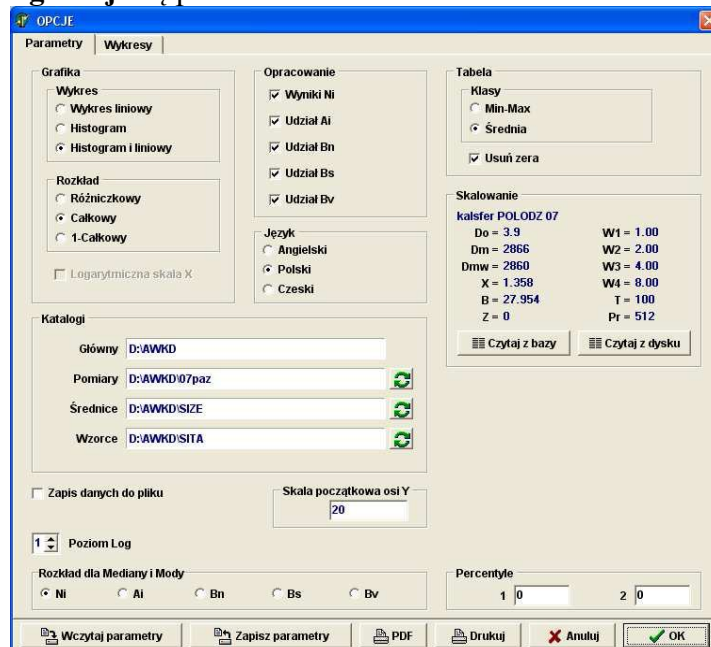 OPCJE
Parametry Wykresy
Grafika
Wykres
Wykres liniowy
Histogram
Histogram i liniowy
Rozkład
Różniczkowy
Całkowy
1-Całkowy
Logarytmiczna skala X
Opracowanie
Wyniki Ni
Udział Ai
Udział Bn
Udział Bs
Udział Bv
Język
Angielski
Polski
Czeski
Tabela
Klasy
Min-Max
Średnia
Usuń zera
Skalowanie
kalsfer POLODZ 07
Do = 3.9 W1 = 1.00
Dm = 2866 W2 = 2.00
Dmw = 2860 W3 = 4.00
X = 1.358 W4 = 8.00
B = 27.954 T = 100
Z = 0 Pr = 512
Czytaj z bazy Czytaj z dysku
Katalogi
Główny D:\AWKD
Pomiary D:\AWKD\07paz
Średnice D:\AWKD\SIZE
Wzorce D:\AWKD\SITA
Zapis danych do pliku
Skala początkowa osi Y
20
1 Poziom Log
Rozkład dla Mediany i Mody
Ni Ai Bn Bs Bv
Percentyle
1 0 2 0
Wczytaj parametry Zapisz parametry PDF Drukuj Anuluj OK